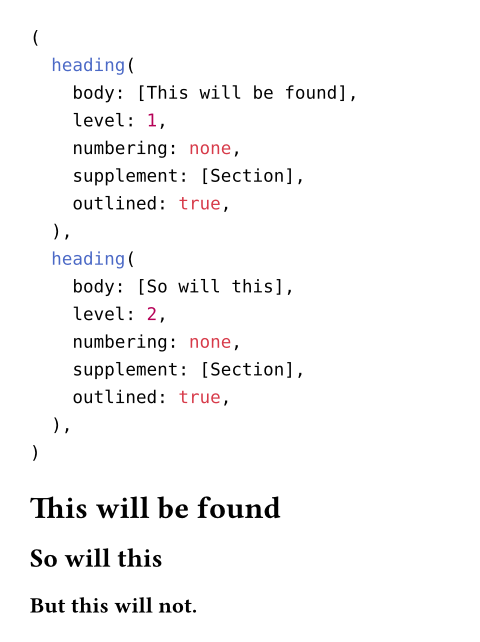 (
  heading(
    body: [This will be found],
    level: 1,
    numbering: none,
    supplement: [Section],
    outlined: true,
  ),
  heading(
    body: [So will this],
    level: 2,
    numbering: none,
    supplement: [Section],
    outlined: true,
  ),
)
This will be found
So will this
But this will not.